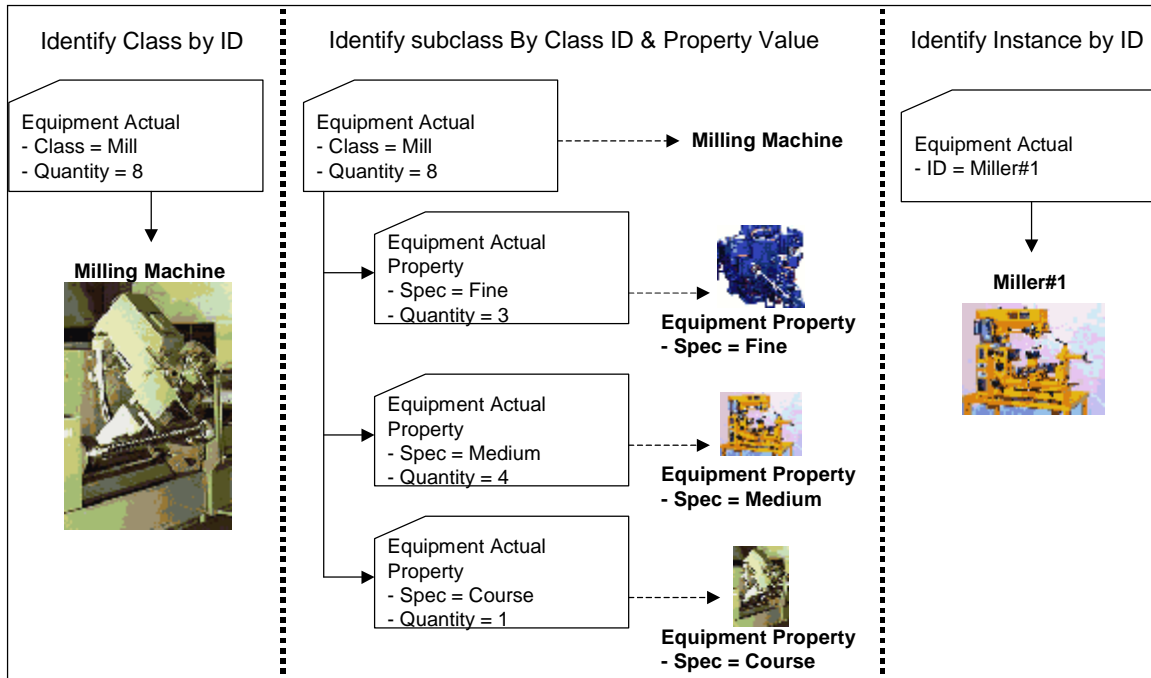 Identify Class by ID
Equipment Actual
- Class = Mill
- Quantity = 8
Milling Machine
Identify subclass By Class ID & Property Value
Equipment Actual
- Class = Mill
- Quantity = 8
Milling Machine
Equipment Actual
Property
- Spec = Fine
- Quantity = 3
Equipment Property
- Spec = Fine
Equipment Actual
Property
- Spec = Medium
- Quantity = 4
Equipment Property
- Spec = Medium
Equipment Actual
Property
- Spec = Course
- Quantity = 1
Equipment Property
- Spec = Course
Identify Instance by ID
Equipment Actual
- ID = Miller#1
Miller#1